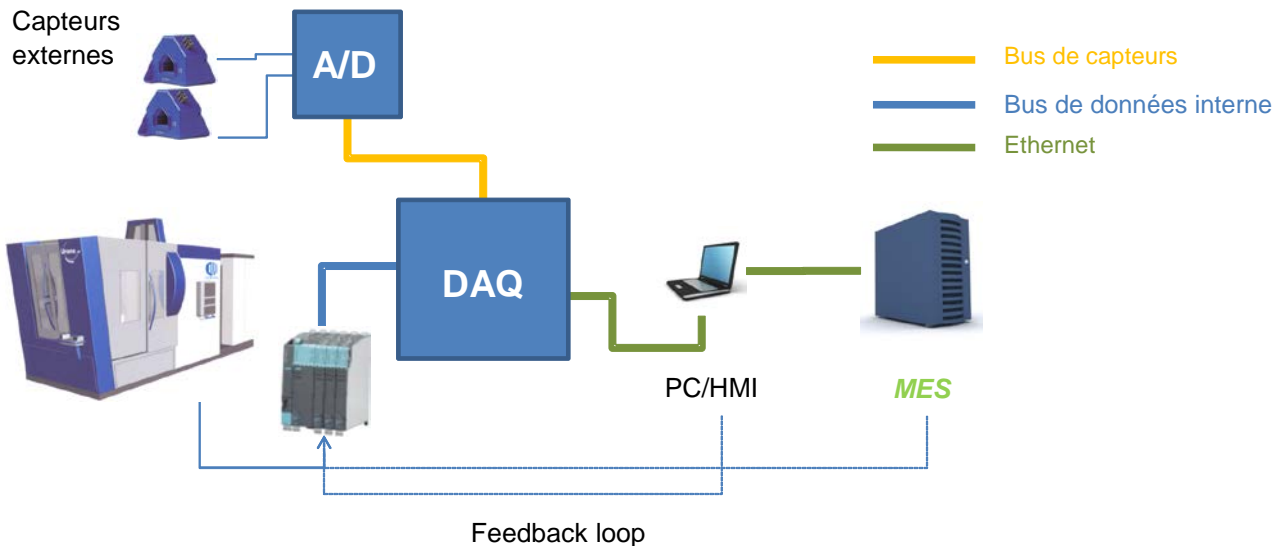 Capteurs
externes
A/D
Bus de capteurs
Bus de données interne
Ethernet
DAQ
PC/HMI
MES
Feedback loop